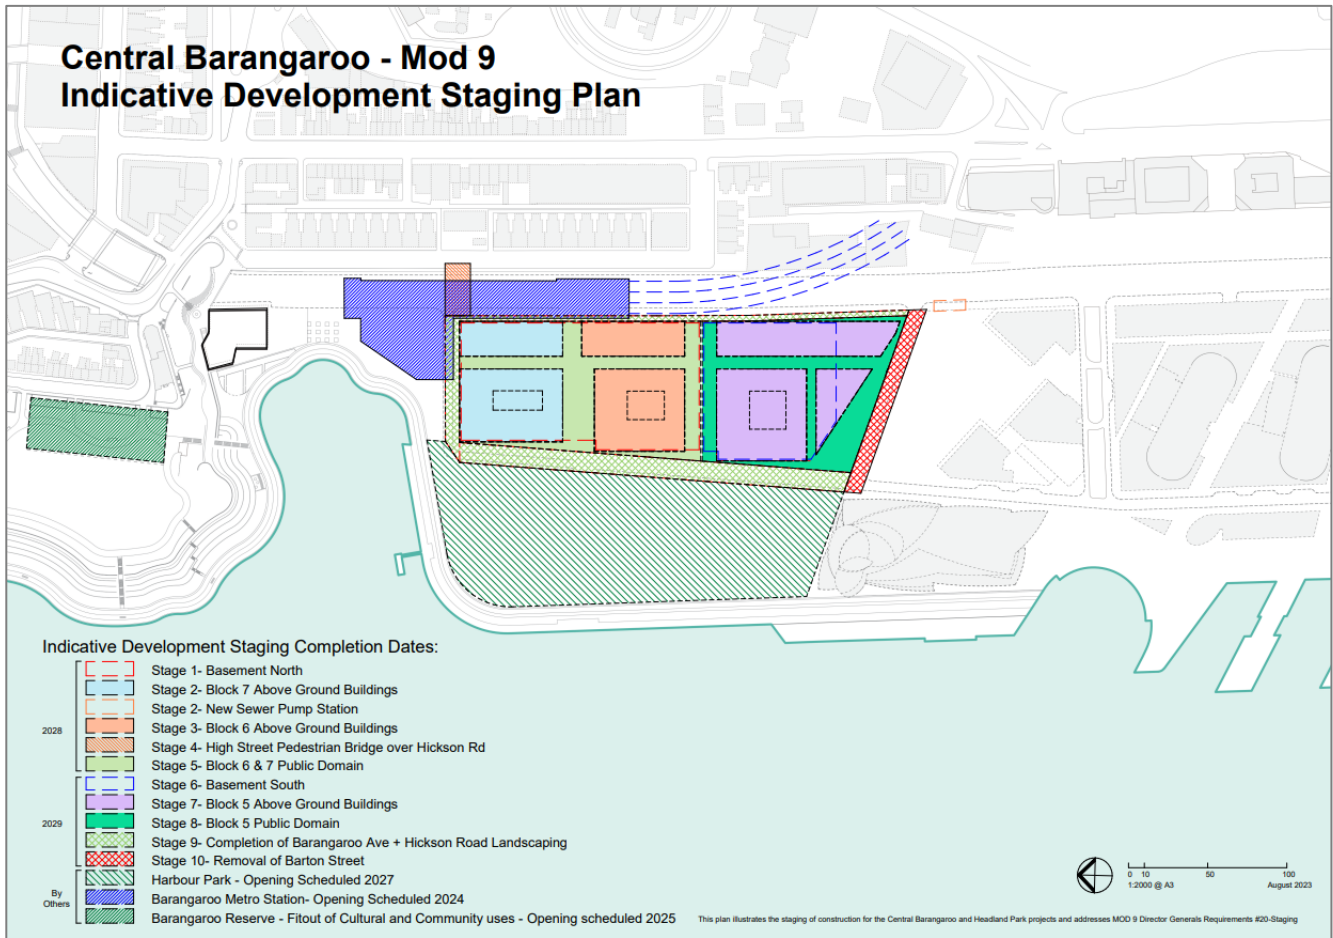 Central Barangaroo - Mod 9
Indicative Development Staging Plan
Indicative Development Staging Completion Dates:
2028
Stage 1- Basement North
Stage 2- Block 7 Above Ground Buildings
Stage 2- New Sewer Pump Station
Stage 3- Block 6 Above Ground Buildings
Stage 4- High Street Pedestrian Bridge over Hickson Rd
Stage 5- Block 6 & 7 Public Domain
2029
Stage 6- Basement South
Stage 7- Block 5 Above Ground Buildings
Stage 8- Block 5 Public Domain
Stage 9- Completion of Barangaroo Ave + Hickson Road Landscaping
Stage 10- Removal of Barton Street
By
Others
Harbour Park - Opening Scheduled 2027
Barangaroo Metro Station- Opening Scheduled 2024
Barangaroo Reserve - Fitout of Cultural and Community uses - Opening scheduled 2025
0 10 50 100
1:2000 @ A3 August 2023
This plan illustrates the staging of construction for the Central Barangaroo and Headland Park projects and addresses MOD 9 Director Generals Requirements #20-Staging